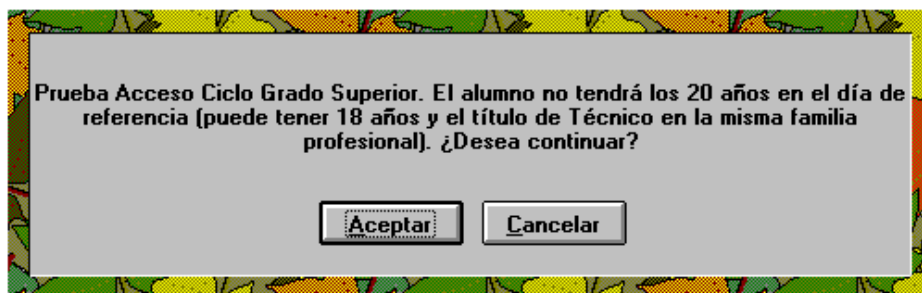 Prueba Acceso Ciclo Grado Superior. El alumno no tendrá los 20 años en el día de
referencia (puede tener 18 años y el título de Técnico en la misma familia
profesional). ¿Desea continuar?
Aceptar
Cancelar